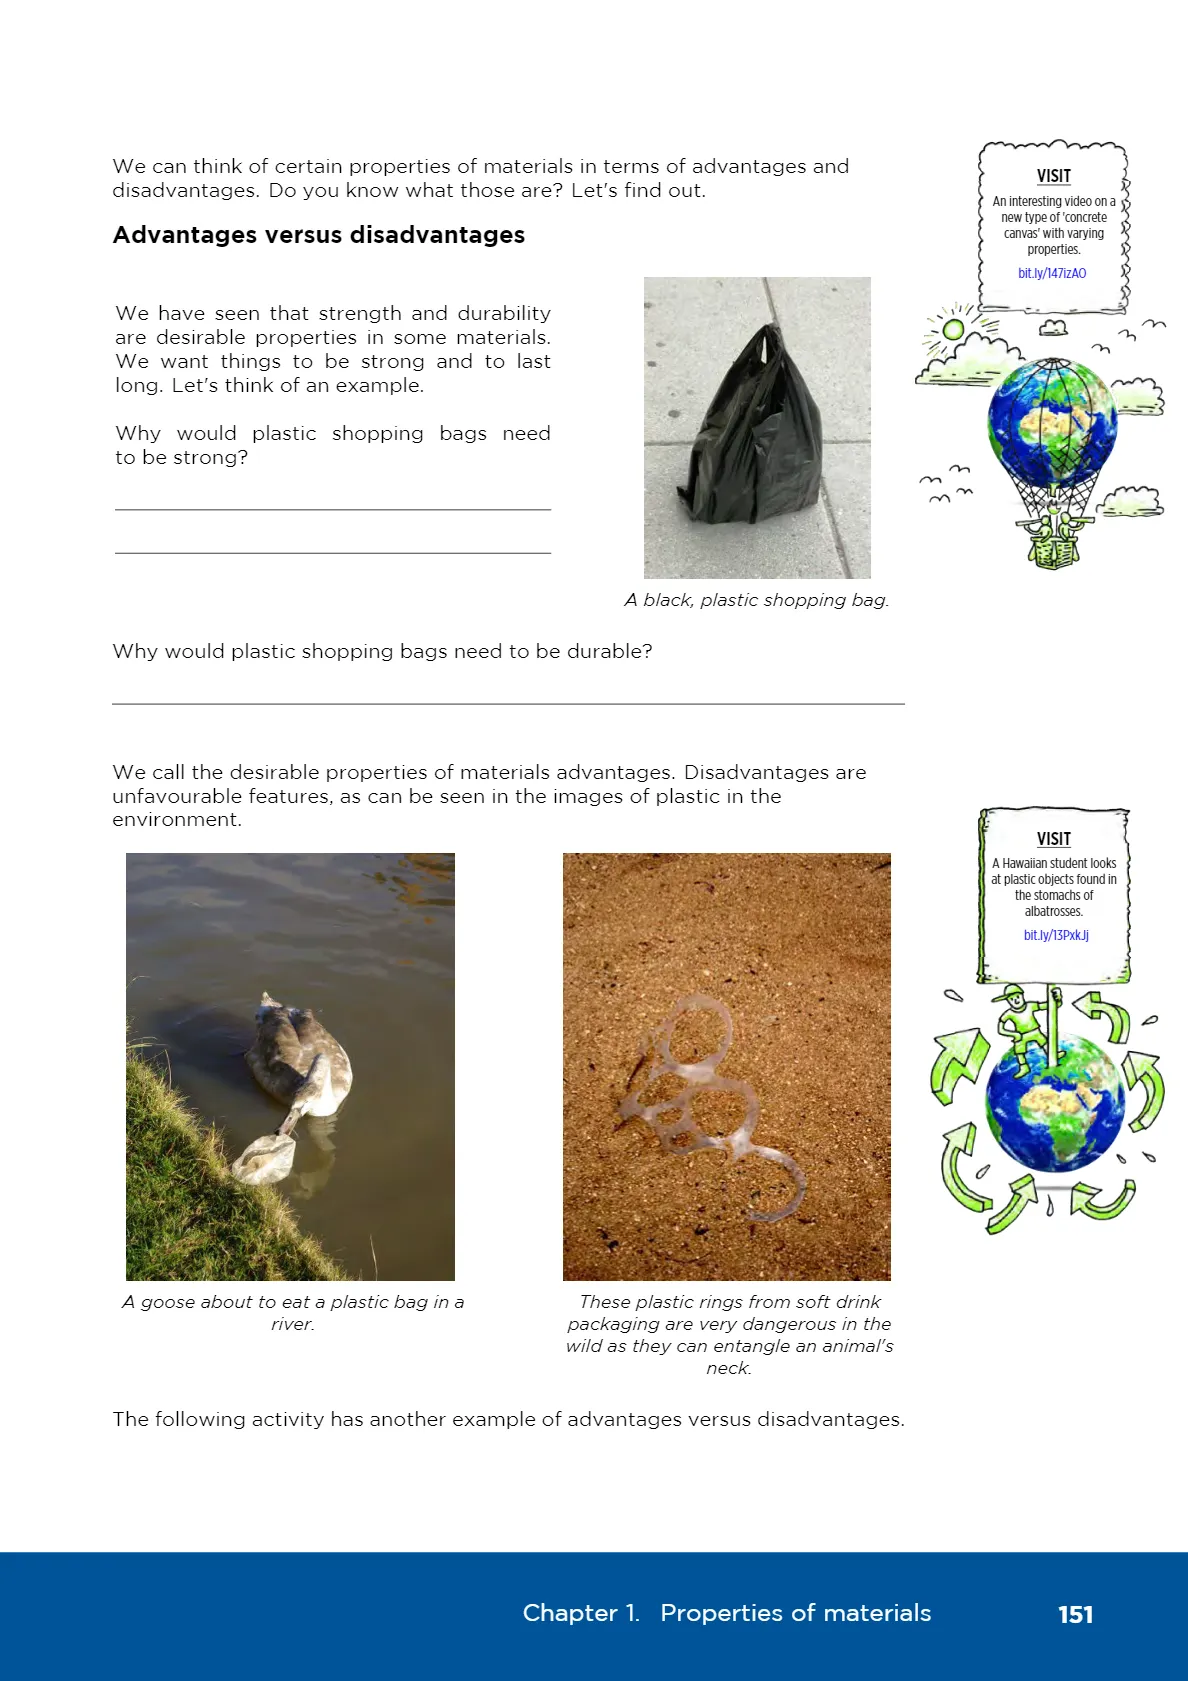 We can think of certain properties of materials in terms of advantages and
disadvantages. Do you know what those are? Let's find out.
Advantages versus disadvantages
We have seen that strength and durability
are desirable properties in some materials.
We want things to be strong and to last
long. Let's think of an example.
Why would plastic shopping bags need
to be strong?
A black, plastic shopping bag.
Why would plastic shopping bags need to be durable?
We call the desirable properties of materials advantages. Disadvantages are
unfavourable features, as can be seen in the images of plastic in the
environment.
A goose about to eat a plastic bag in a
river.
These plastic rings from soft drink
packaging are very dangerous in the
wild as they can entangle an animal's
neck.
The following activity has another example of advantages versus disadvantages.
VISIT
An interesting video on a
new type of 'concrete
canvas' with varying
properties.
bit.ly/147izAO
VISIT
A Hawaiian student looks
at plastic objects found in
the stomachs of
albatrosses.
bit.ly/13PxkJj
Chapter 1. Properties of materials 151